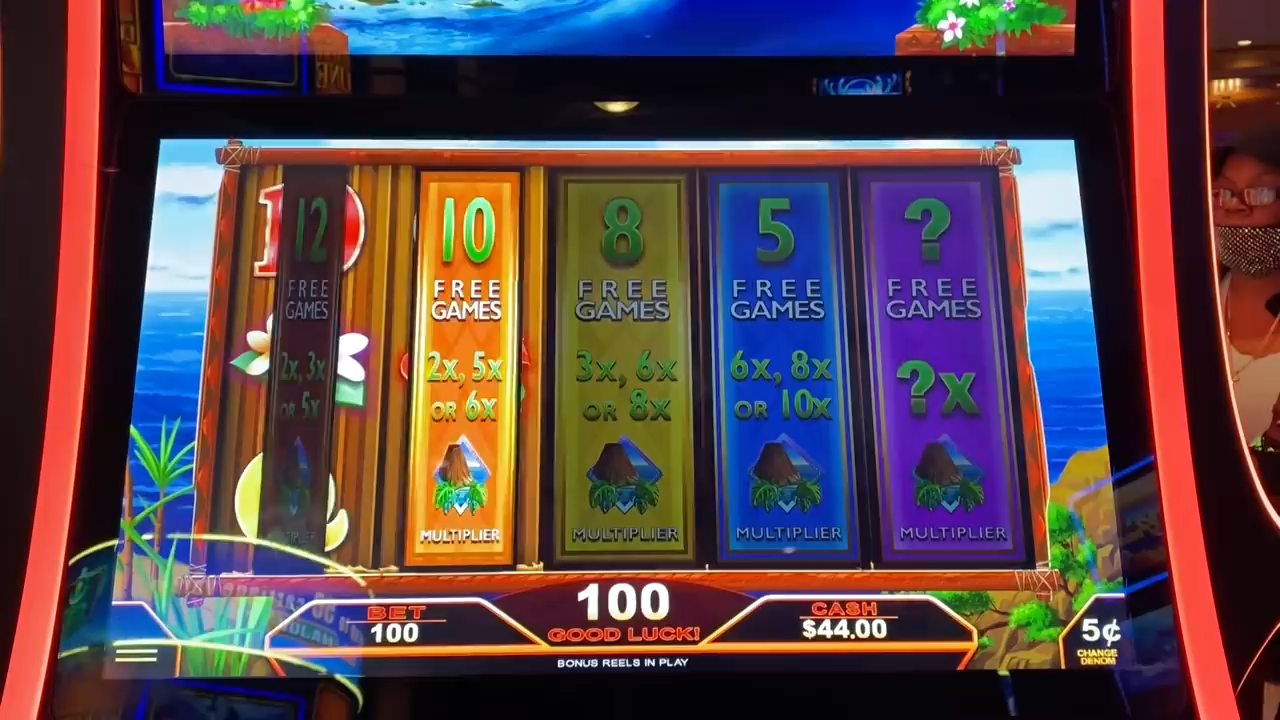 12
FREE
GAMES
2x, 3x
OR 5x
10
FREE
GAMES
2x, 5x
OR 6x
MULTIPLIER
8
FREE
GAMES
3x, 6x
OR 8x
MULTIPLIER
5
FREE
GAMES
6x, 8x
OR 10x
MULTIPLIER
?
FREE
GAMES
?x
MULTIPLIER
BET
100
100
GOOD LUCK!
CASH
$44.00
5¢
CHANGE
DENOM
BONUS REELS IN PLAY